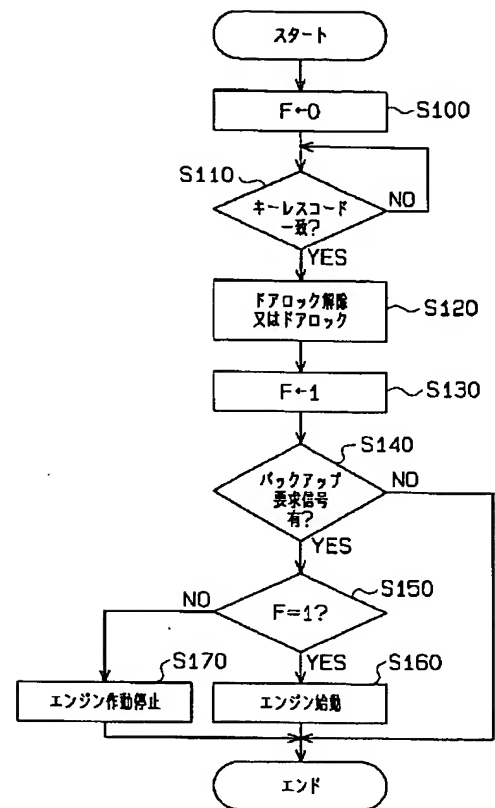 スタート
F←0
S100
S110
キーレスコード
一致?
NO
YES
ドアロック解除
又はドアロック
S120
F←1
S130
S140
バックアップ
要求信号
有?
NO
YES
S150
F=1?
NO
YES
S170
エンジン作動停止
S160
エンジン始動
エンド